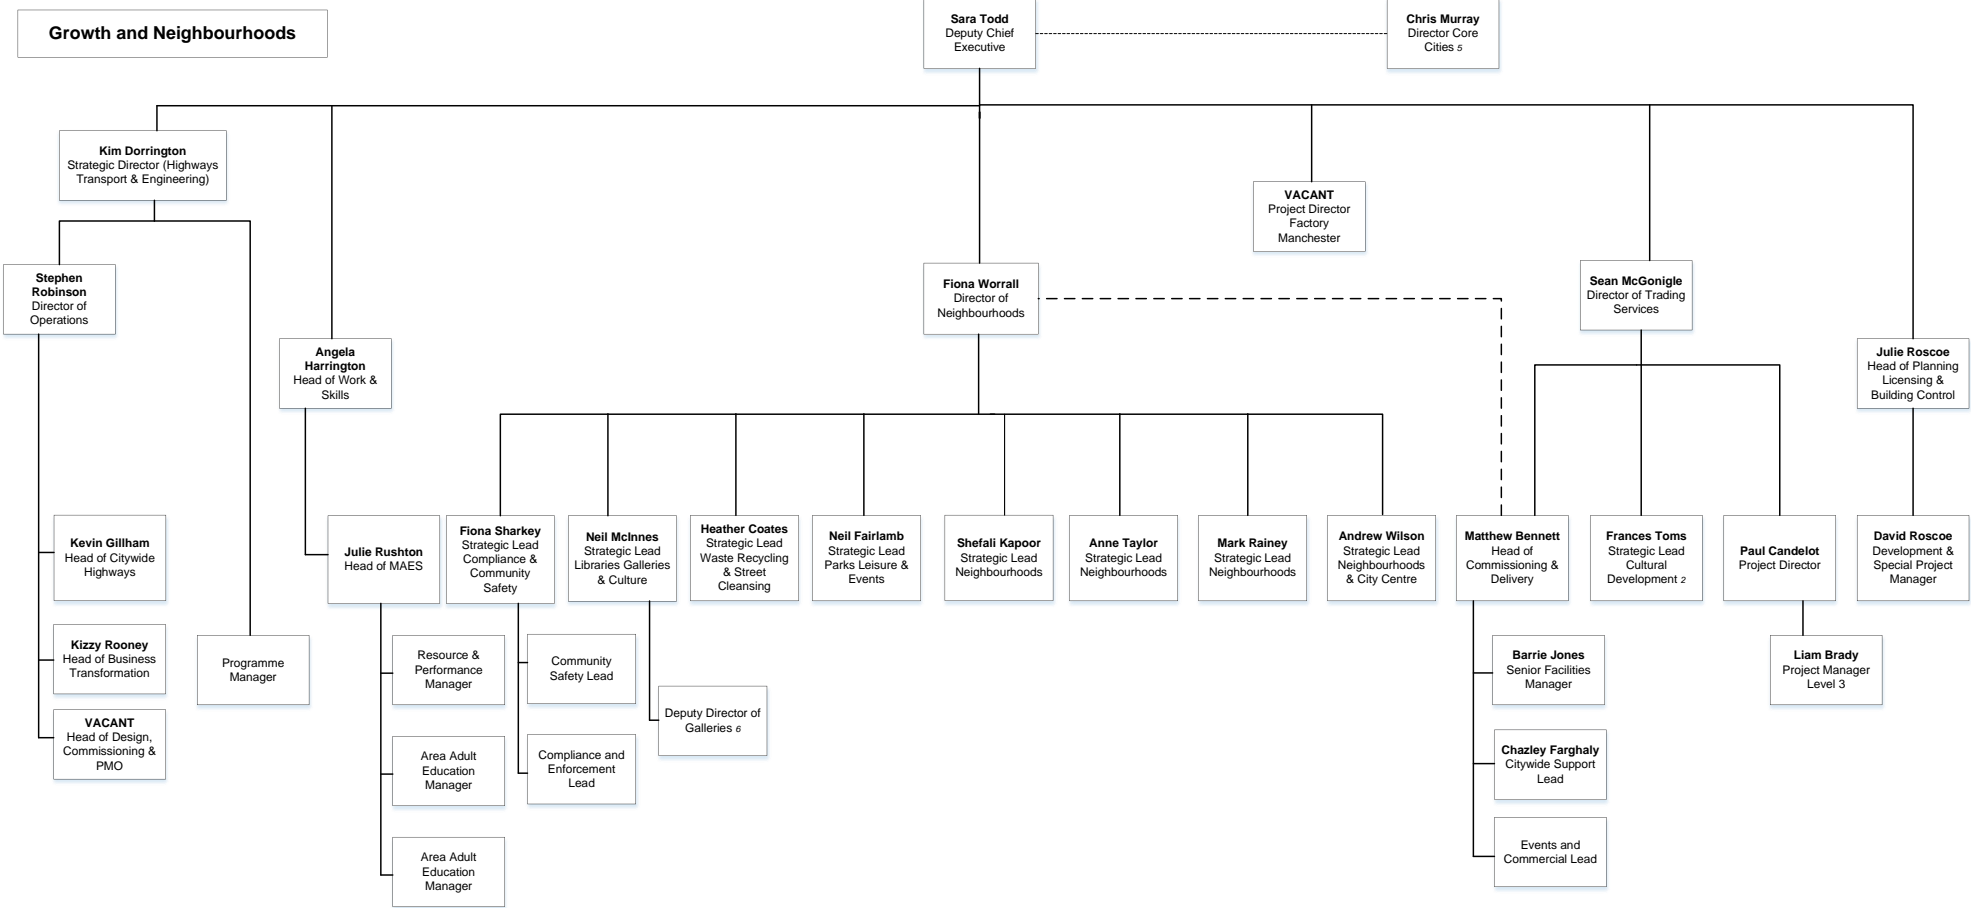 Growth and Neighbourhoods
Sara Todd
Deputy Chief
Executive
Chris Murray
Director Core
Cities 5
Kim Dorrington
Strategic Director (Highways
Transport & Engineering)
VACANT
Project Director
Factory
Manchester
Stephen
Robinson
Director of
Operations
Fiona Worrall
Director of
Neighbourhoods
Sean McGonigle
Director of Trading
Services
Angela
Harrington
Head of Work &
Skills
Julie Roscoe
Head of Planning
Licensing &
Building Control
Kevin Gillham
Head of Citywide
Highways
Julie Rushton
Head of MAES
Fiona Sharkey
Strategic Lead
Compliance &
Community
Safety
Neil McInnes
Strategic Lead
Libraries Galleries
& Culture
Heather Coates
Strategic Lead
Waste Recycling
& Street
Cleansing
Neil Fairlamb
Strategic Lead
Parks Leisure &
Events
Shefali Kapoor
Strategic Lead
Neighbourhoods
Anne Taylor
Strategic Lead
Neighbourhoods
Mark Rainey
Strategic Lead
Neighbourhoods
Andrew Wilson
Strategic Lead
Neighbourhoods
& City Centre
Matthew Bennett
Head of
Commissioning &
Delivery
Frances Toms
Strategic Lead
Cultural
Development 2
Paul Candelot
Project Director
David Roscoe
Development &
Special Project
Manager
Kizzy Rooney
Head of Business
Transformation
Programme
Manager
Resource &
Performance
Manager
Community
Safety Lead
Deputy Director of
Galleries 6
Barrie Jones
Senior Facilities
Manager
Liam Brady
Project Manager
Level 3
VACANT
Head of Design,
Commissioning &
PMO
Area Adult
Education
Manager
Compliance and
Enforcement
Lead
Chazley Farghaly
Citywide Support
Lead
Area Adult
Education
Manager
Events and
Commercial Lead